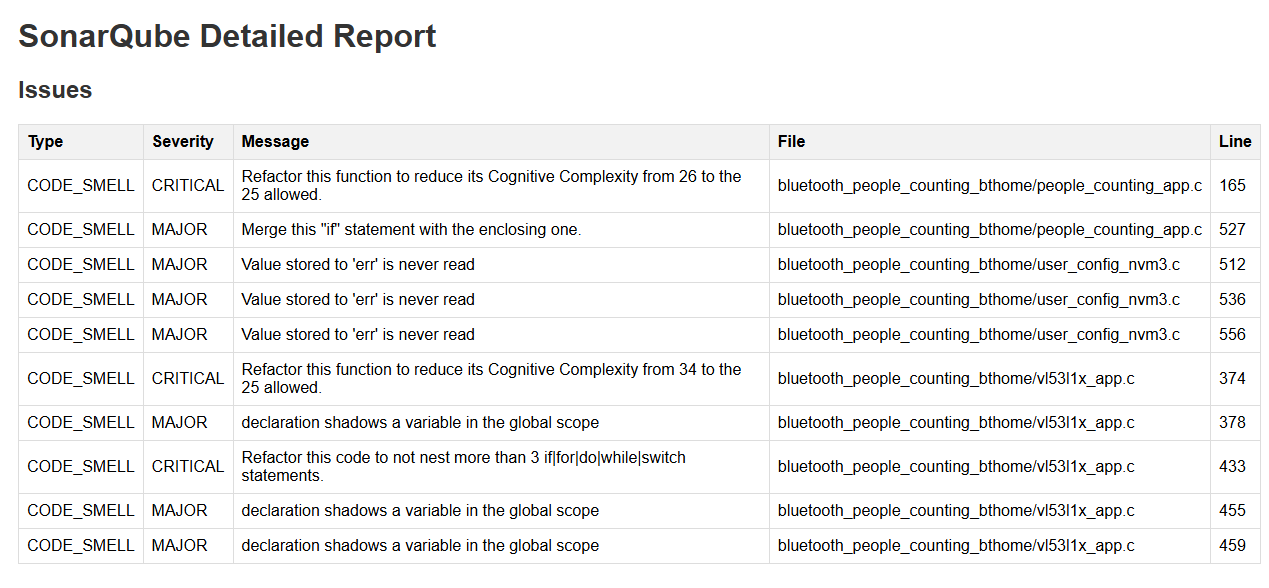 SonarQube Detailed Report
Issues
Type Severity Message File Line
CODE_SMELL CRITICAL Refactor this function to reduce its Cognitive Complexity from 26 to the
25 allowed. bluetooth_people_counting_bthome/people_counting_app.c 165
CODE_SMELL MAJOR Merge this "if" statement with the enclosing one. bluetooth_people_counting_bthome/people_counting_app.c 527
CODE_SMELL MAJOR Value stored to 'err' is never read bluetooth_people_counting_bthome/user_config_nvm3.c 512
CODE_SMELL MAJOR Value stored to 'err' is never read bluetooth_people_counting_bthome/user_config_nvm3.c 536
CODE_SMELL MAJOR Value stored to 'err' is never read bluetooth_people_counting_bthome/user_config_nvm3.c 556
CODE_SMELL CRITICAL Refactor this function to reduce its Cognitive Complexity from 34 to the
25 allowed. bluetooth_people_counting_bthome/vl53l1x_app.c 374
CODE_SMELL MAJOR declaration shadows a variable in the global scope bluetooth_people_counting_bthome/vl53l1x_app.c 378
CODE_SMELL CRITICAL Refactor this code to not nest more than 3 if|for|do|while|switch
statements. bluetooth_people_counting_bthome/vl53l1x_app.c 433
CODE_SMELL MAJOR declaration shadows a variable in the global scope bluetooth_people_counting_bthome/vl53l1x_app.c 455
CODE_SMELL MAJOR declaration shadows a variable in the global scope bluetooth_people_counting_bthome/vl53l1x_app.c 459